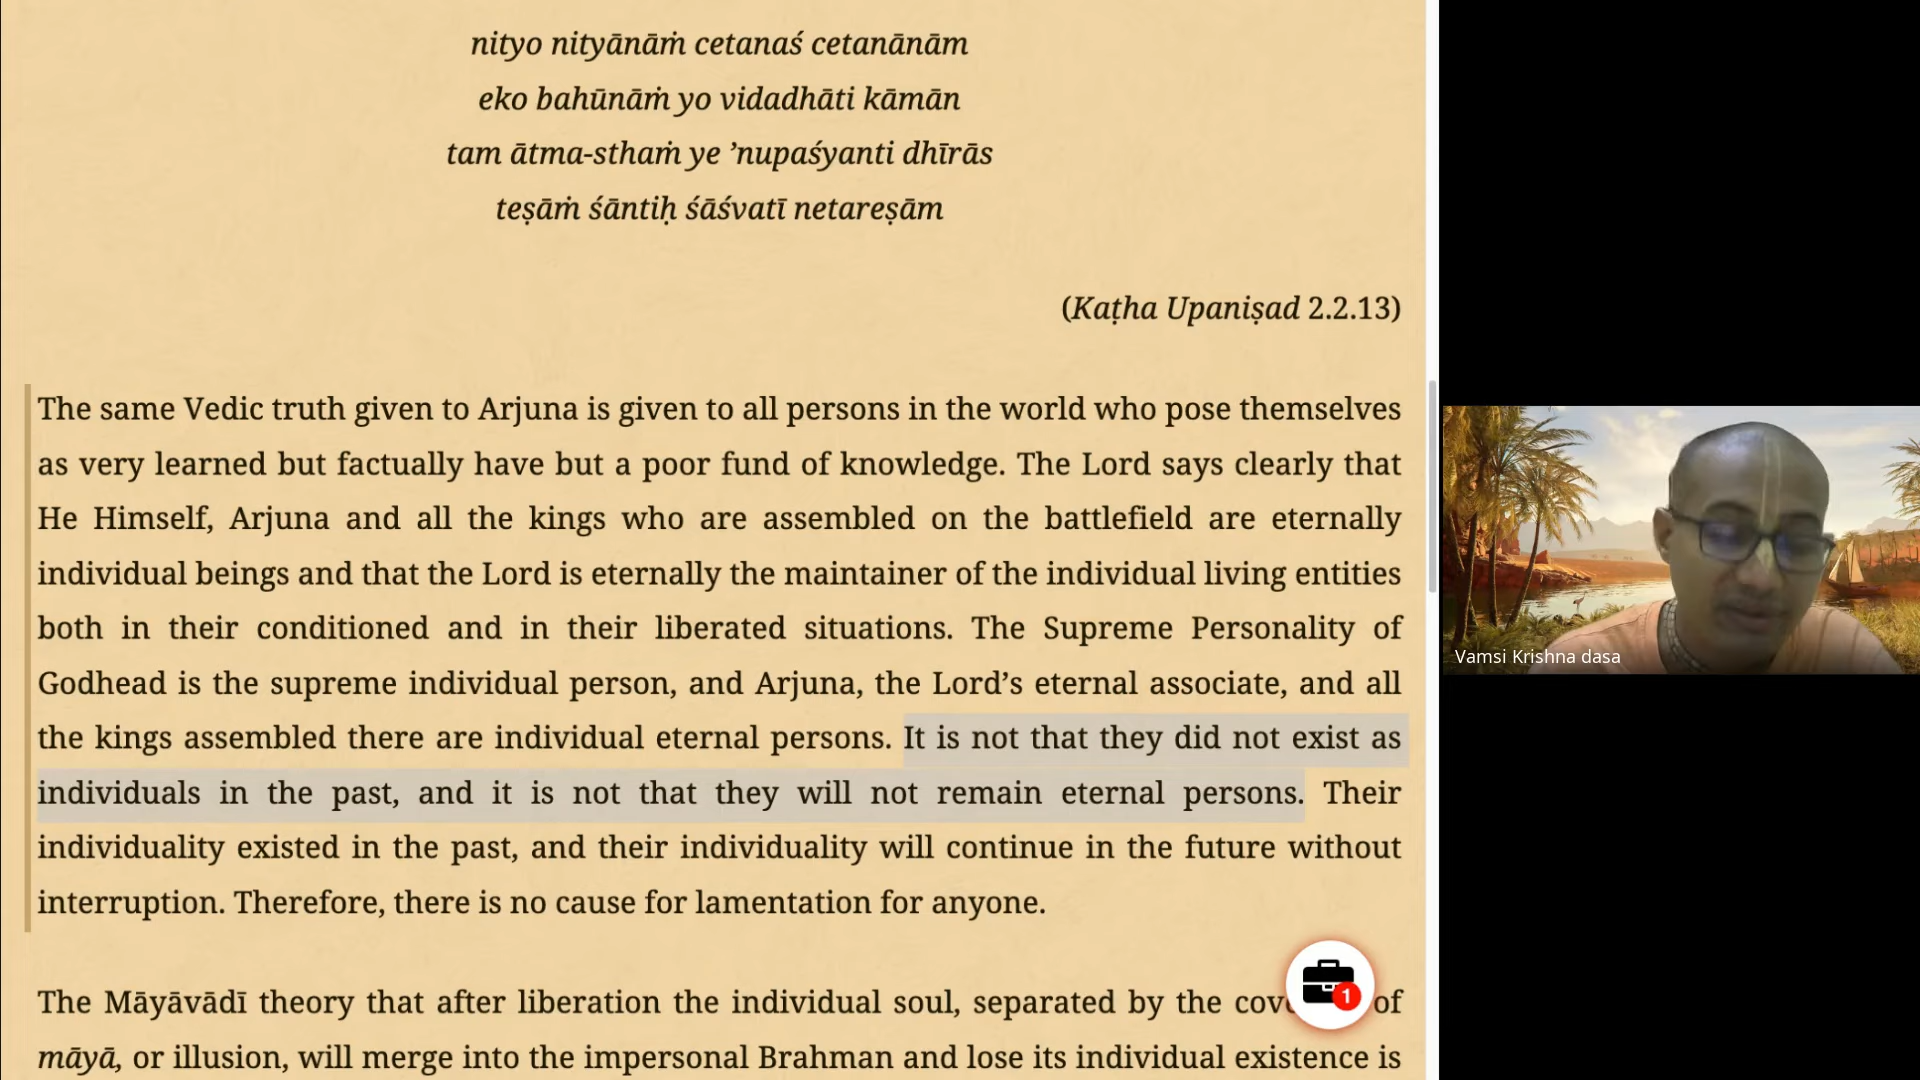 nityo nityānāṁ cetanaś cetanānām
eko bahūnāṁ yo vidadhāti kāmān
tam ātma-sthaṁ ye ’nupaśyanti dhīrās
teṣāṁ śāntiḥ śāśvatī netareṣām
(Kaṭha Upaniṣad 2.2.13)
The same Vedic truth given to Arjuna is given to all persons in the world who pose themselves
as very learned but factually have but a poor fund of knowledge. The Lord says clearly that
He Himself, Arjuna and all the kings who are assembled on the battlefield are eternally
individual beings and that the Lord is eternally the maintainer of the individual living entities
both in their conditioned and in their liberated situations. The Supreme Personality of
Godhead is the supreme individual person, and Arjuna, the Lord’s eternal associate, and all
the kings assembled there are individual eternal persons. It is not that they did not exist as
individuals in the past, and it is not that they will not remain eternal persons. Their
individuality existed in the past, and their individuality will continue in the future without
interruption. Therefore, there is no cause for lamentation for anyone.
The Māyāvādī theory that after liberation the individual soul, separated by the of
māyā, or illusion, will merge into the impersonal Brahman and lose its individual existence is
1
Vamsi Krishna dasa